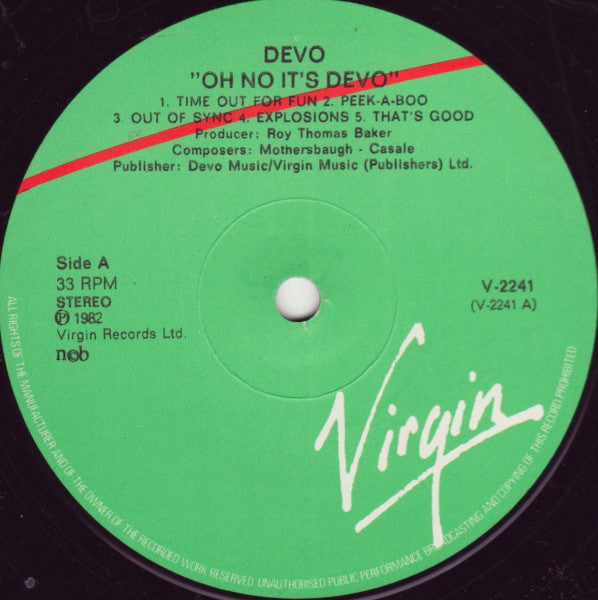 DEVO
"OH NO IT'S DEVO"
1. TIME OUT FOR FUN 2. PEEK-A-BOO
3. OUT OF SYNC 4. EXPLOSIONS 5. THAT'S GOOD
Producer: Roy Thomas Baker
Composers: Mothersbaugh - Casale
Publisher: Devo Music/Virgin Music (Publishers) Ltd.
Side A
33 RPM
STEREO
℗ 1982
Virgin Records Ltd.
ncb
V-2241
(V-2241 A)
Virgin
ALL RIGHTS OF THE MANUFACTURER AND OF THE OWNER OF THE RECORDED WORK RESERVED. UNAUTHORISED PUBLIC PERFORMANCE BROADCASTING AND COPYING OF THIS RECORD PROHIBITED